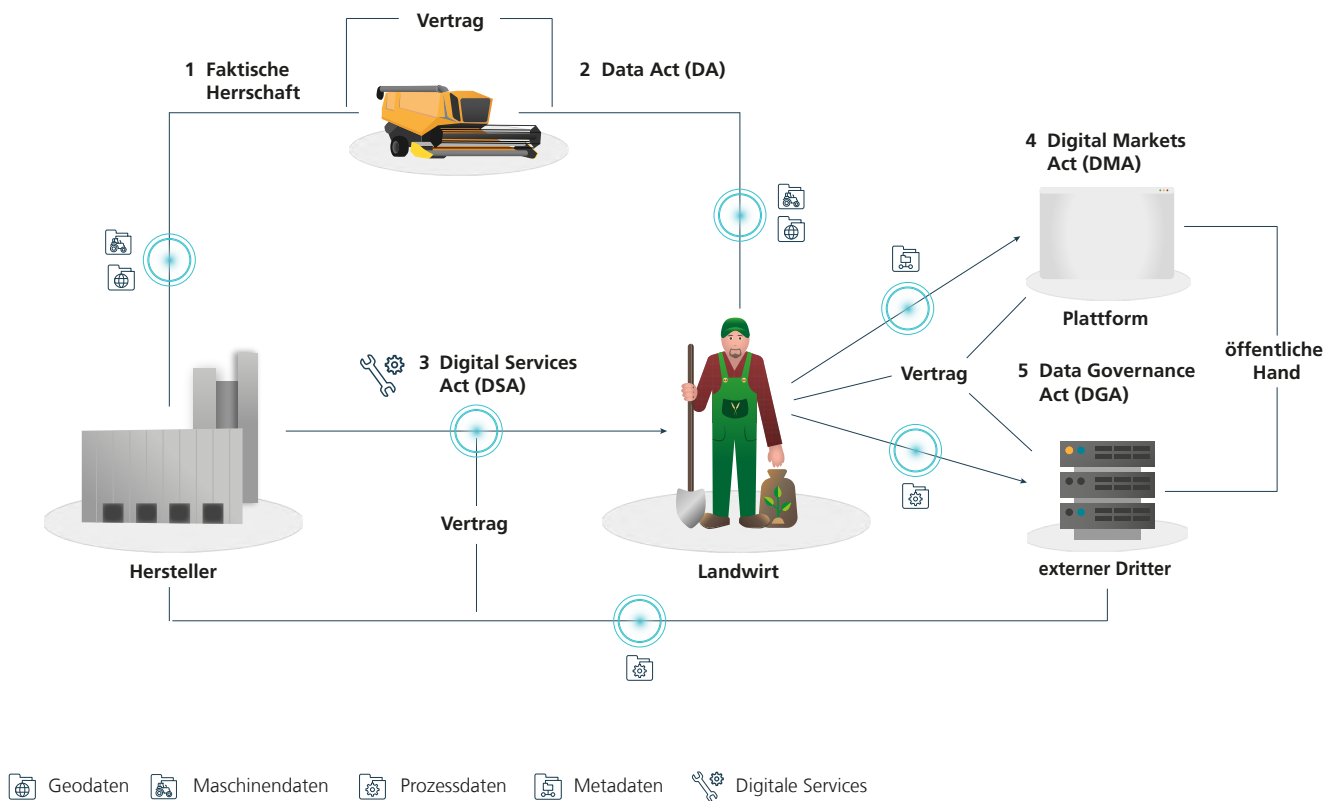 Vertrag
1 Faktische
Herrschaft
2 Data Act (DA)
4 Digital Markets
Act (DMA)
Plattform
3 Digital Services
Act (DSA)
Vertrag
5 Data Governance
Act (DGA)
öffentliche
Hand
Vertrag
Hersteller
Landwirt
externer Dritter
Geodaten
Maschinendaten
Prozessdaten
Metadaten
Digitale Services